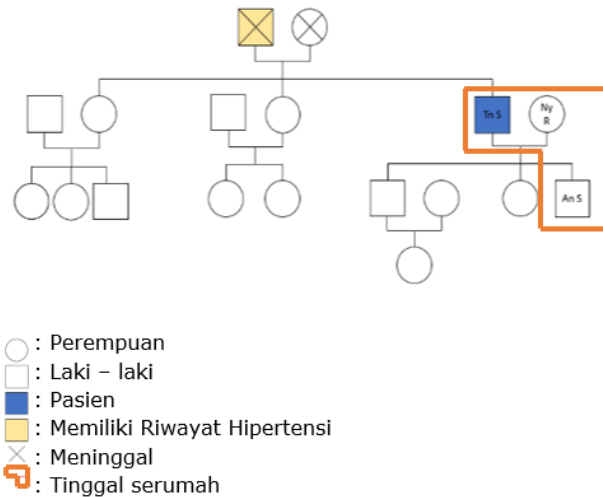 Tn S
Ny
R
An S
: Perempuan
: Laki – laki
: Pasien
: Memiliki Riwayat Hipertensi
: Meninggal
: Tinggal serumah